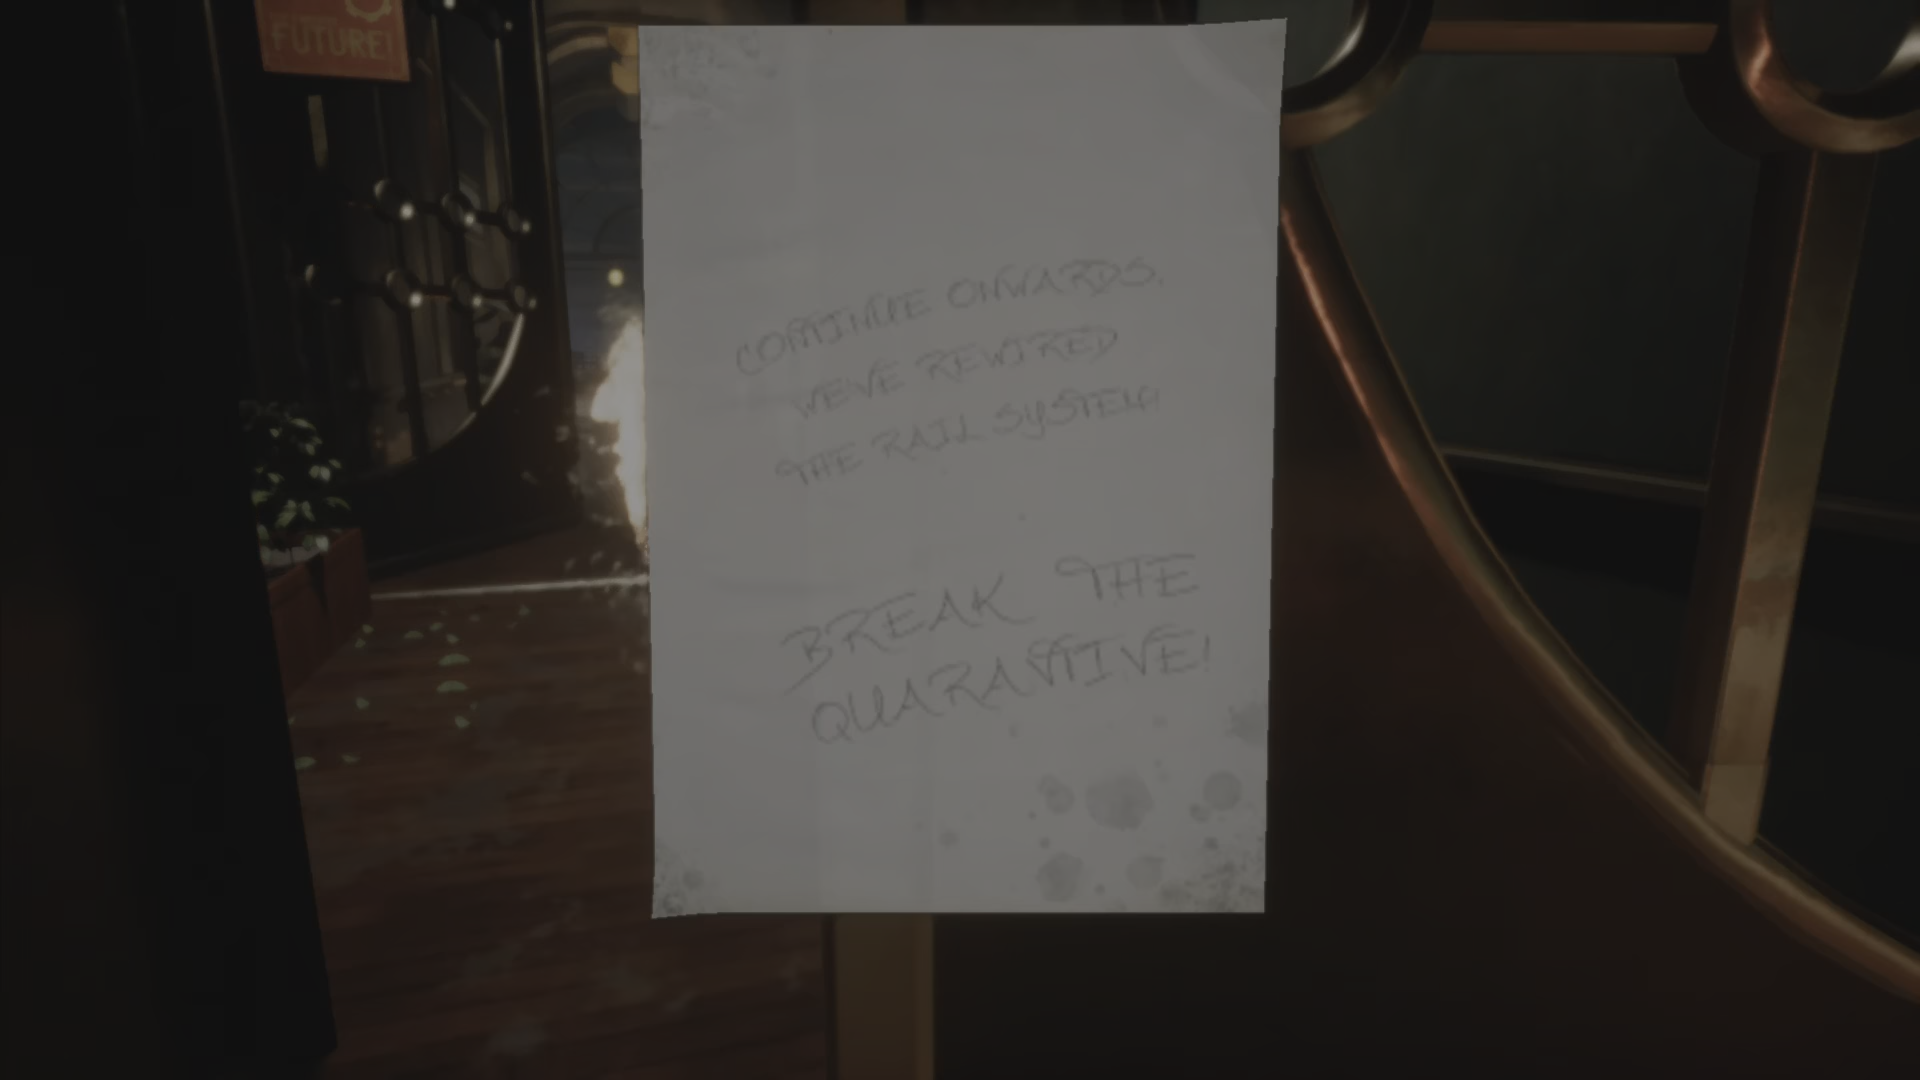 FUTURE!
CONTINUE ONWARDS.
WE'VE REWIRED
THE RAIL SYSTEM!
BREAK THE
QUARANTINE!